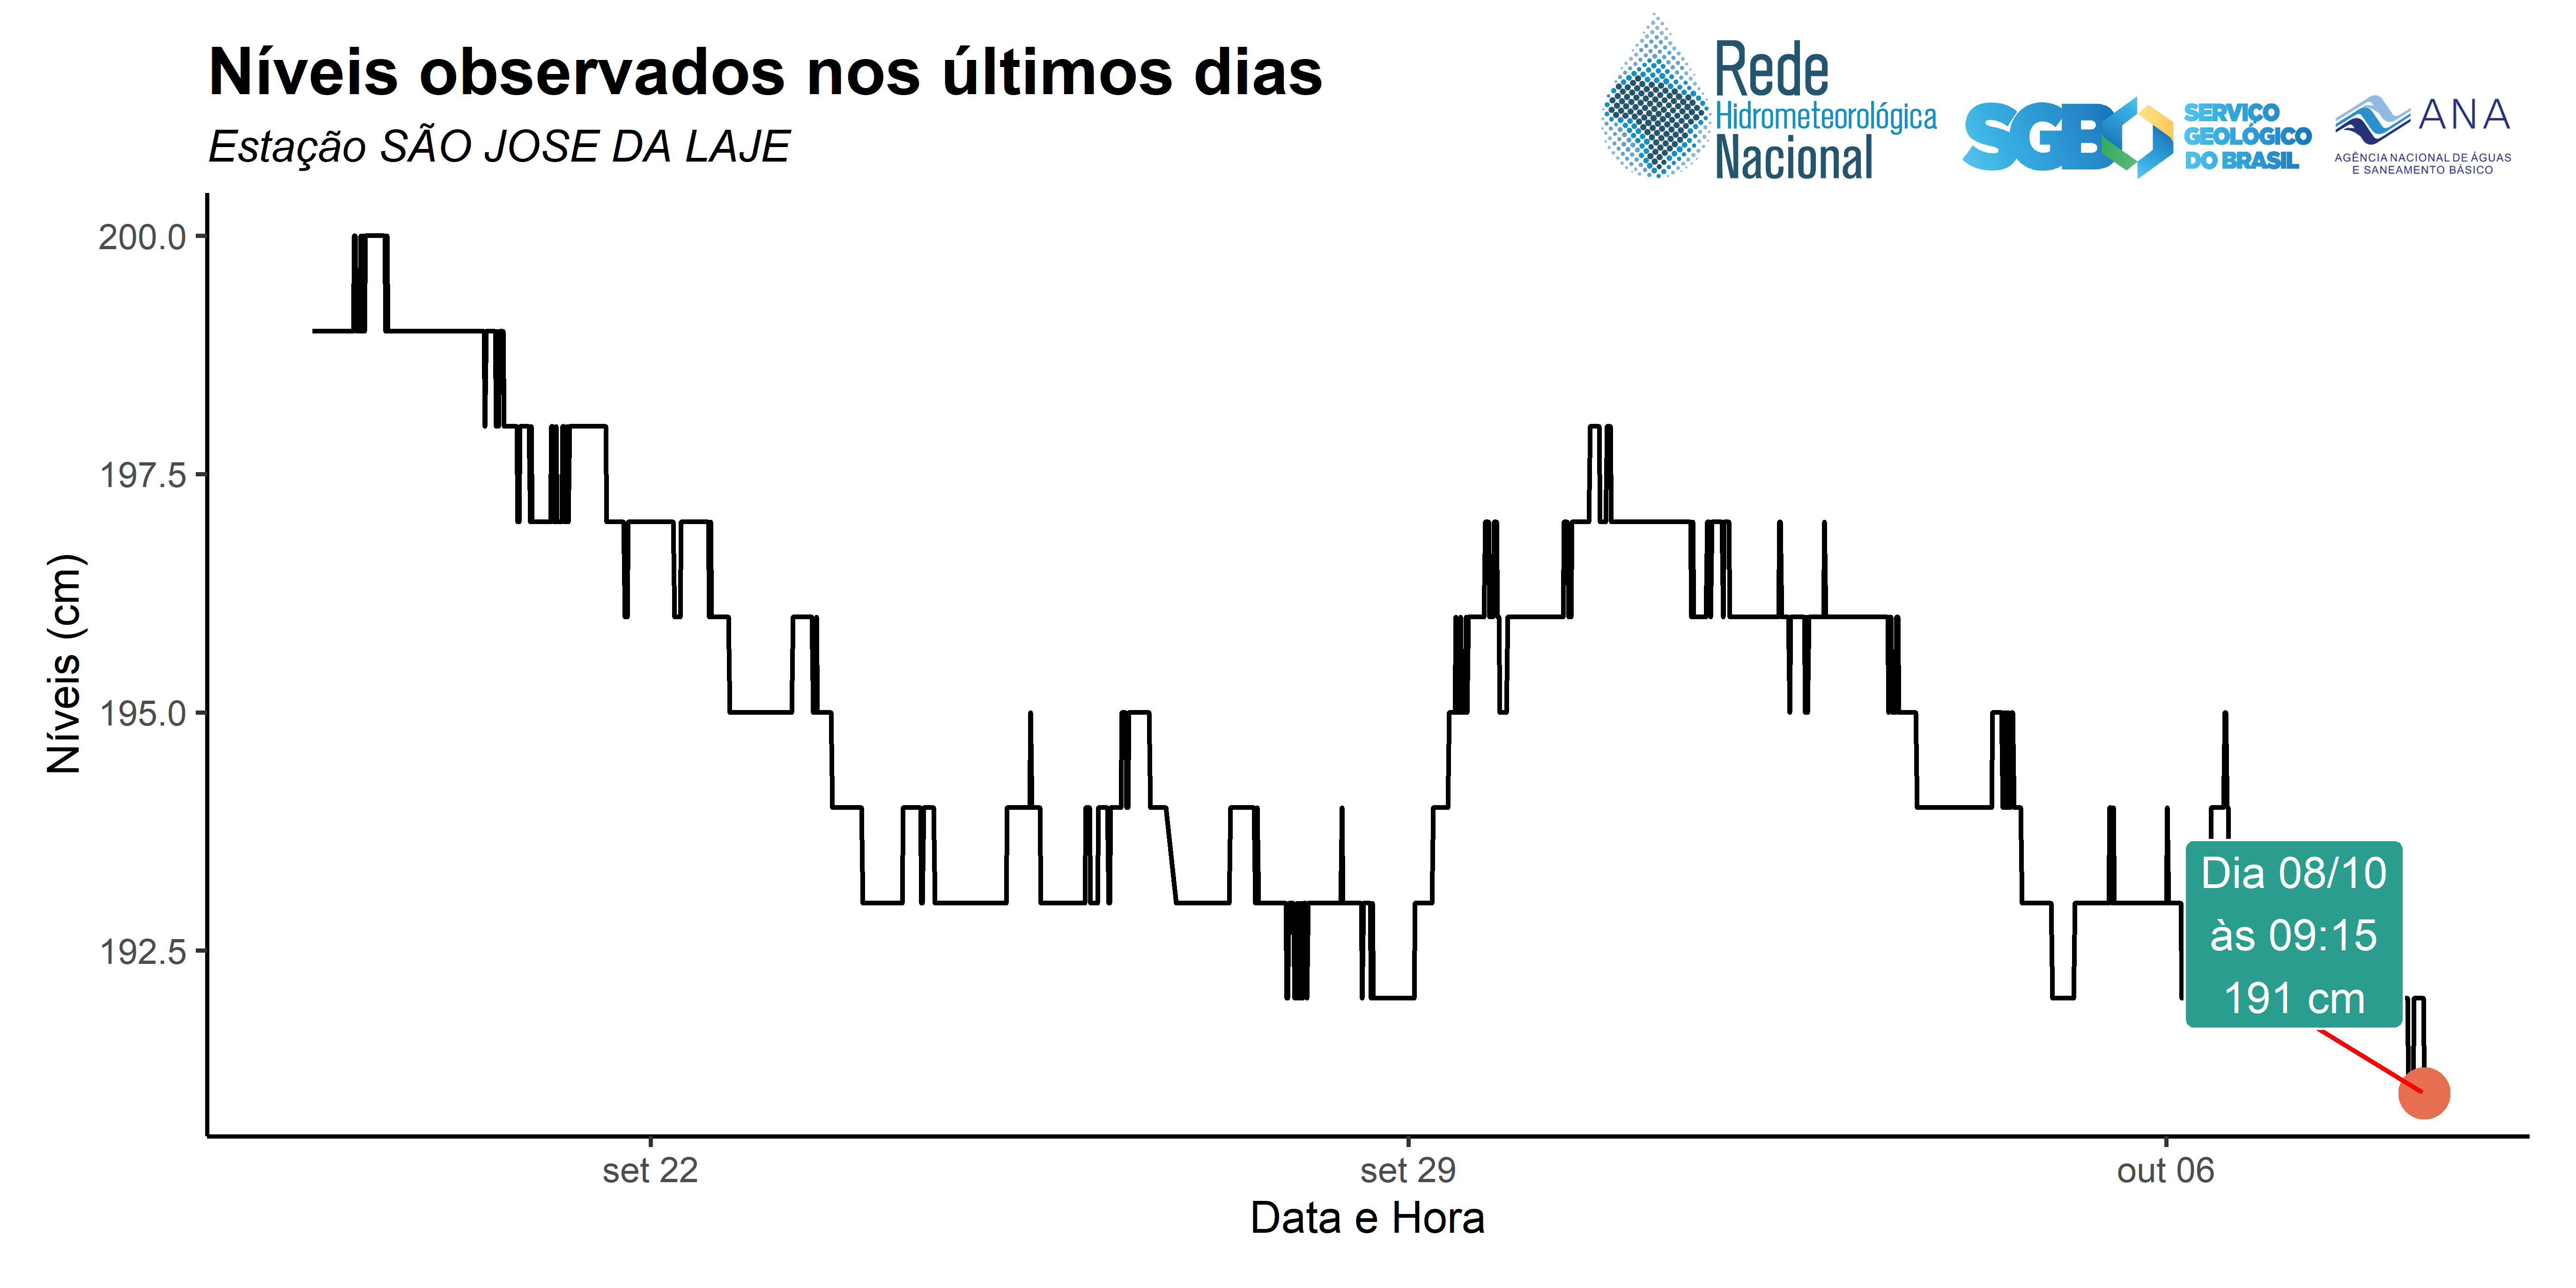 Níveis observados nos últimos dias
Estação SÃO JOSE DA LAJE
Rede
Hidrometeorológica
Nacional
SGB
SERVIÇO
GEOLÓGICO
DO BRASIL
ANA
AGÊNCIA NACIONAL DE ÁGUAS
E SANEAMENTO BÁSICO
Níveis (cm)
200.0
197.5
195.0
192.5
Dia 08/10
às 09:15
191 cm
set 22
set 29
out 06
Data e Hora